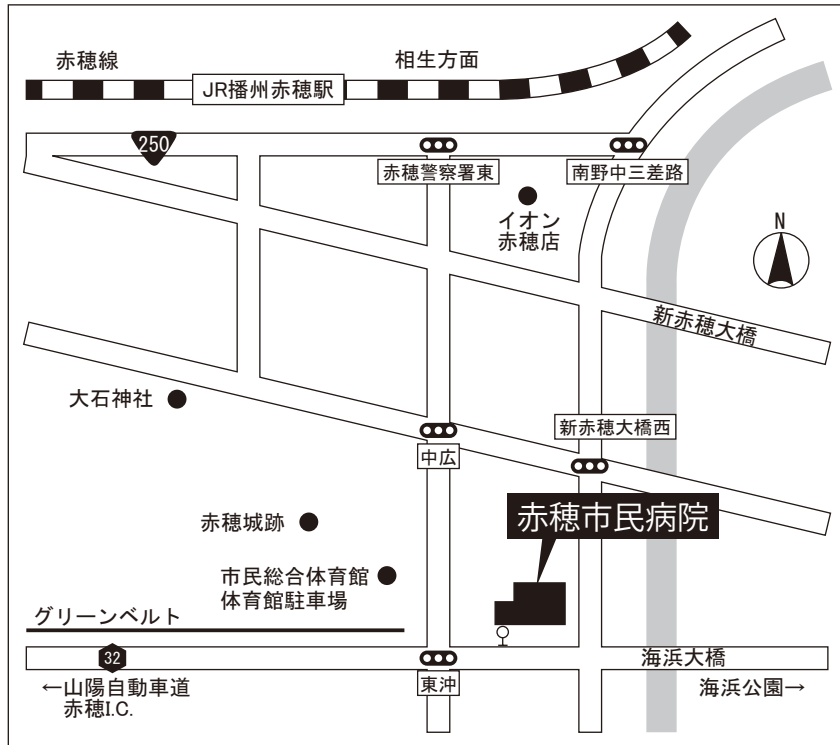 赤穂線
相生方面
JR播州赤穂駅
250
赤穂警察署東
南野中三差路
イオン
赤穂店
N
新赤穂大橋
大石神社
新赤穂大橋西
中広
赤穂城跡
赤穂市民病院
市民総合体育館
体育館駐車場
グリーンベルト
32
海浜大橋
←山陽自動車道
赤穂I.C.
東沖
海浜公園→